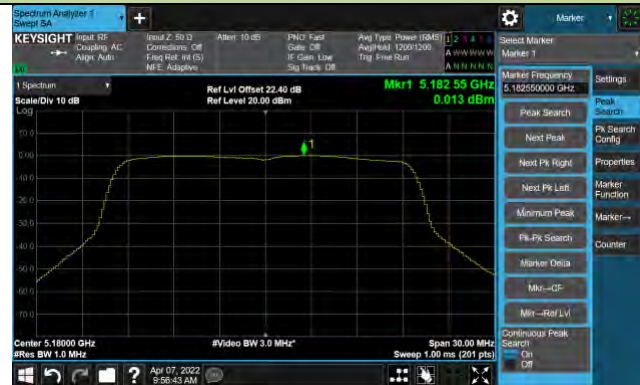 Spectrum Analyzer 1
Swept SA
+
Marker
KEYSIGHT
Input: RF
Coupling: AC
Align: Auto
Input Z: 50 Ω
Corrections: Off
Freq Ref: Int (S)
NFE: Adaptive
Atten: 10 dB
PNO: Fast
Gate: Off
IF Gain: Low
Sig Track: Off
Avg Type: Power (RMS)
Avg|Hold: 1200/1200
Trig: Free Run
1 2 3 4 5 6
A W W W W W
A N N N N N
Select Marker
Marker 1
1 Spectrum
Scale/Div 10 dB
Ref Lvl Offset 22.40 dB
Ref Level 20.00 dBm
Mkr1 5.182 55 GHz
0.013 dBm
Log
10.0
0.00
-10.0
-20.0
-30.0
-40.0
-50.0
-60.0
-70.0
1
Center 5.18000 GHz
#Res BW 1.0 MHz
#Video BW 3.0 MHz*
Span 30.00 MHz
Sweep 1.00 ms (201 pts)
Marker Frequency
5.182550000 GHz
Peak Search
Next Peak
Next Pk Right
Next Pk Left
Minimum Peak
Pk-Pk Search
Marker Delta
Mkr→CF
Mkr→Ref Lvl
Continuous Peak
Search
On
Off
Settings
Peak
Search
Pk Search
Config
Properties
Marker
Function
Marker→
Counter
?
Apr 07, 2022
9:56:43 AM